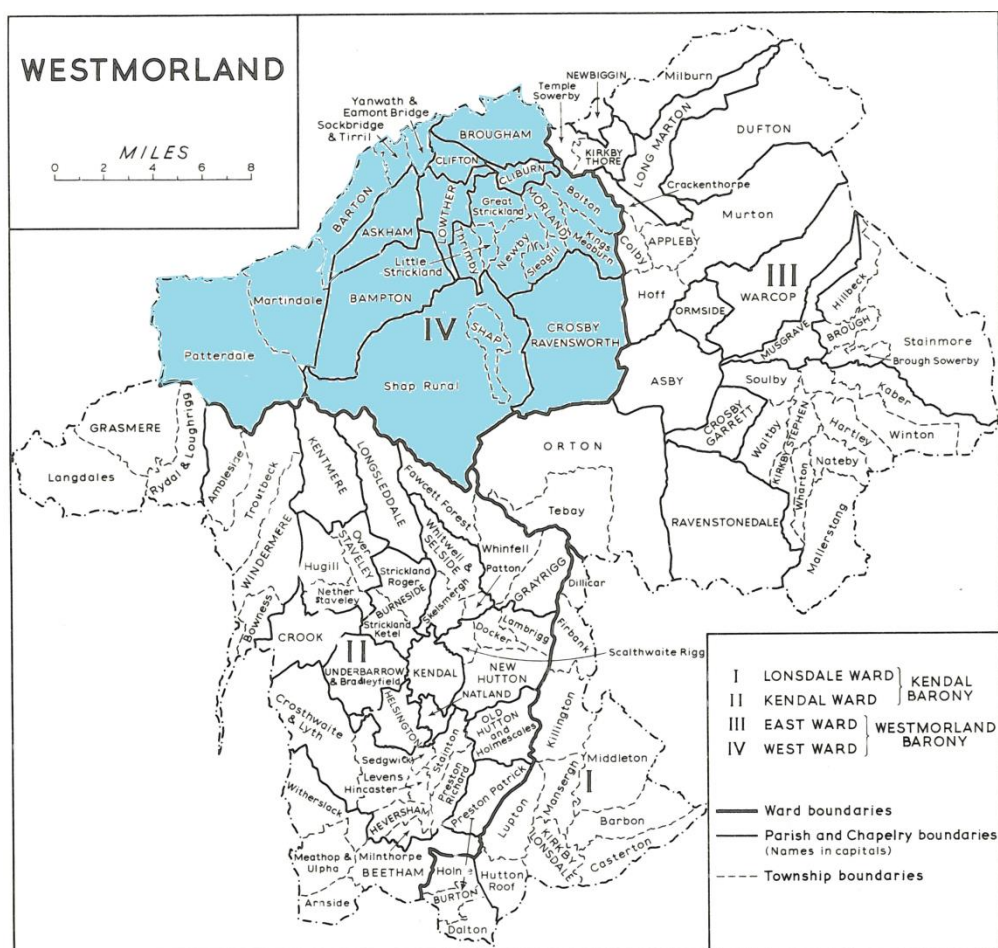 WESTMORLAND
MILES
0 2 4 6 8
Yanwath &
Eamont Bridge
Sockbridge
& Tirril
BROUGHAM
CLIFTON
CLIBURN
BARTON
ASKHAM
LOWTHER
Great
Strickland
MORLAND
Bolton
Thrimby
Little
Strickland
Newby
Sleagill
Kings
Meaburn
Martindale
BAMPTON
Patterdale
IV
SHAP
Shap Rural
CROSBY
RAVENSWORTH
Temple
Sowerby
NEWBIGGIN
Milburn
KIRKBY
THORE
LONG MARTON
DUFTON
Crackenthorpe
Murton
Colby
APPLEBY
Hoff
ORMSIDE
III
WARCOP
Hillbeck
MUSGRAVE
BROUGH
Stainmore
Brough Sowerby
ASBY
Soulby
Kaber
CROSBY
GARRETT
Waitby
KIRKBY STEPHEN
Hartley
Winton
Nateby
Wharton
Mallerstang
ORTON
Tebay
RAVENSTONEDALE
GRASMERE
Langdales
Rydal & Loughrigg
Ambleside
Troutbeck
WINDERMERE
KENTMERE
LONGSLEDDALE
Fawcett Forest
Whitwell &
SELSIDE
Whinfell
Patton
GRAYRIGG
Dillicar
Hugill
Over
STAVELEY
Nether
Staveley
Strickland
Roger
BURNESIDE
Strickland
Ketel
Skelsmergh
Docker
Lambrigg
Firbank
Bowness
CROOK
II
UNDERBARROW
& Bradleyfield
KENDAL
NEW
HUTTON
Scalthwaite Rigg
NATLAND
HELSINGTON
OLD
HUTTON
and
Holmescales
Killington
Crosthwaite
& Lyth
Sedgwick
Stainton
Levens
Hincaster
Preston
Richard
Preston Patrick
Middleton
I
Mansergh
Witherslack
HEVERSHAM
Lupton
Barbon
KIRKBY
LONSDALE
Casterton
Meathop &
Ulpha
Milnthorpe
BEETHAM
Holme
Hutton
Roof
BURTON
Arnside
Dalton
I LONSDALE WARD
II KENDAL WARD
KENDAL
BARONY
III EAST WARD
IV WEST WARD
WESTMORLAND
BARONY
Ward boundaries
Parish and Chapelry boundaries
(Names in capitals)
Township boundaries